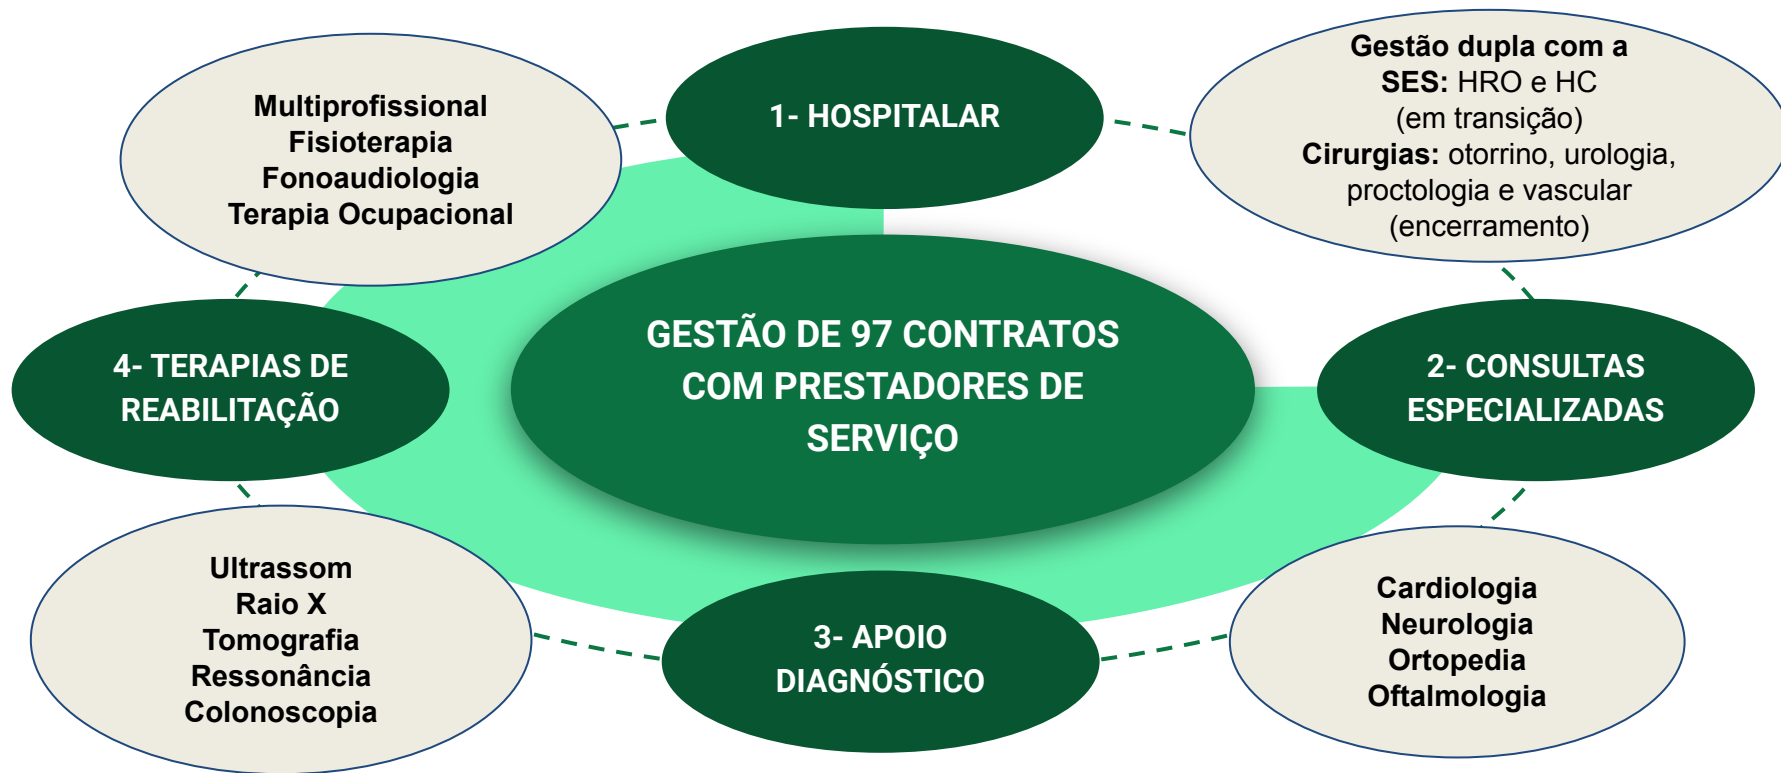 Multiprofissional
Fisioterapia
Fonoaudiologia
Terapia Ocupacional
1- HOSPITALAR
Gestão dupla com a
SES: HRO e HC
(em transição)
Cirurgias: otorrino, urologia,
proctologia e vascular
(encerramento)
4- TERAPIAS DE
REABILITAÇÃO
GESTÃO DE 97 CONTRATOS
COM PRESTADORES DE
SERVIÇO
2- CONSULTAS
ESPECIALIZADAS
Ultrassom
Raio X
Tomografia
Ressonância
Colonoscopia
3- APOIO
DIAGNÓSTICO
Cardiologia
Neurologia
Ortopedia
Oftalmologia